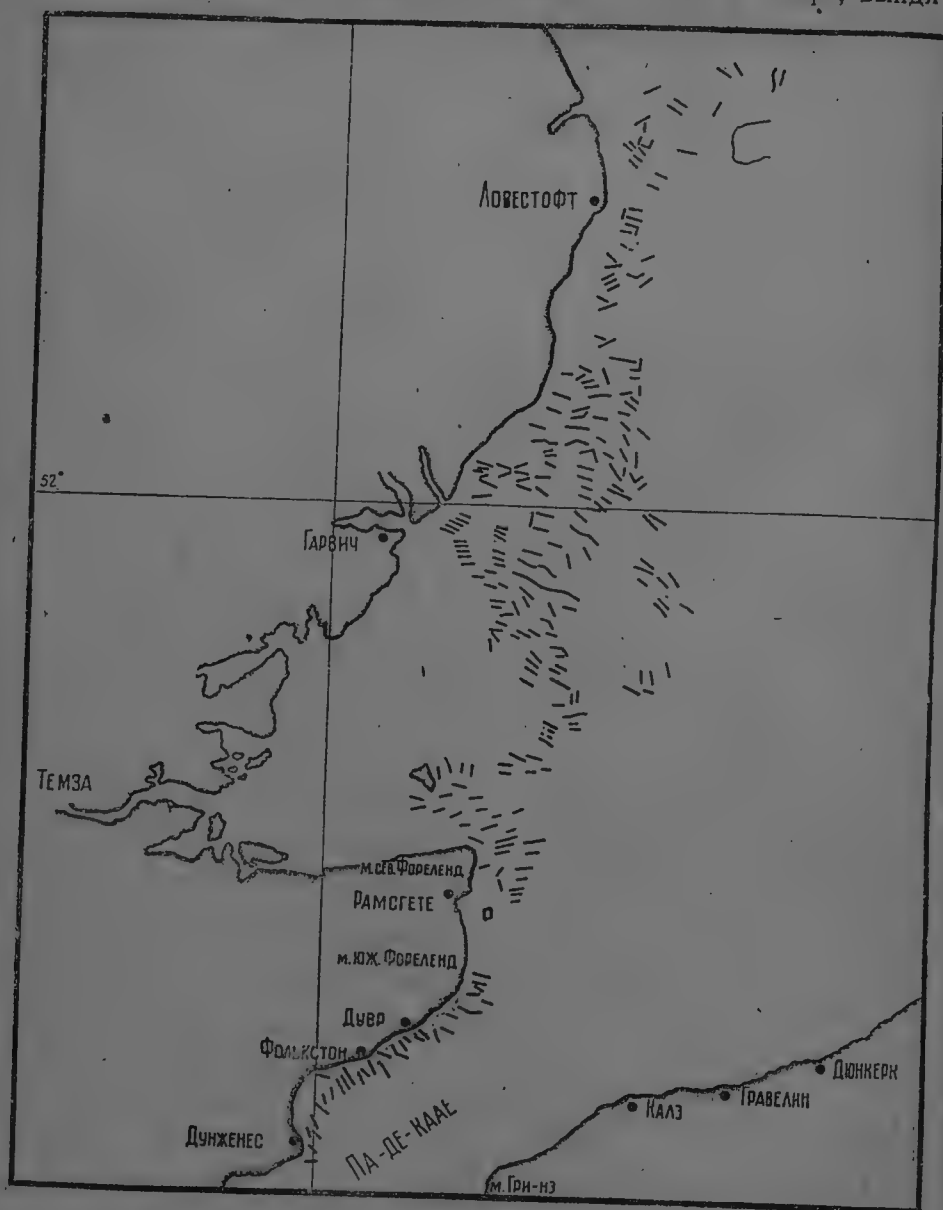 Ловестофт
52°
Гарвич
Темза
м. сев. Фореленд
Рамсгете
м. юж. Фореленд
Дувр
Фолькстон
Дюнкерк
Гравелин
Калэ
Дунженес
Па-де-Кале
м. Гри-нэ